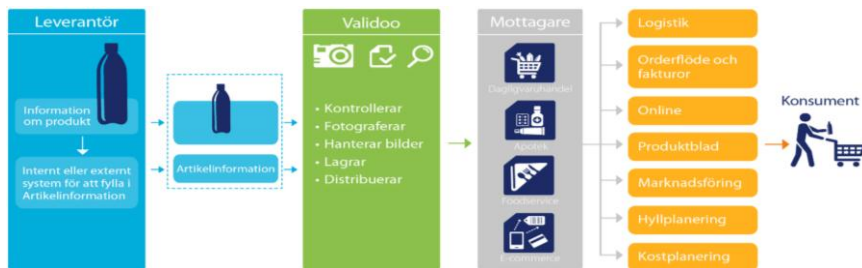 Leverantör
Information
om produkt
Internt eller externt
system för att fylla i
Artikelinformation
Artikelinformation
Validoo
• Kontrollerar
• Fotograferar
• Hanterar bilder
• Lagrar
• Distribuerar
Mottagare
Dagligvaruhandel
Apotek
Foodservice
E-commerce
Logistik
Orderflöde och
fakturor
Online
Produktblad
Marknadsföring
Hyllplanering
Kostplanering
Konsument